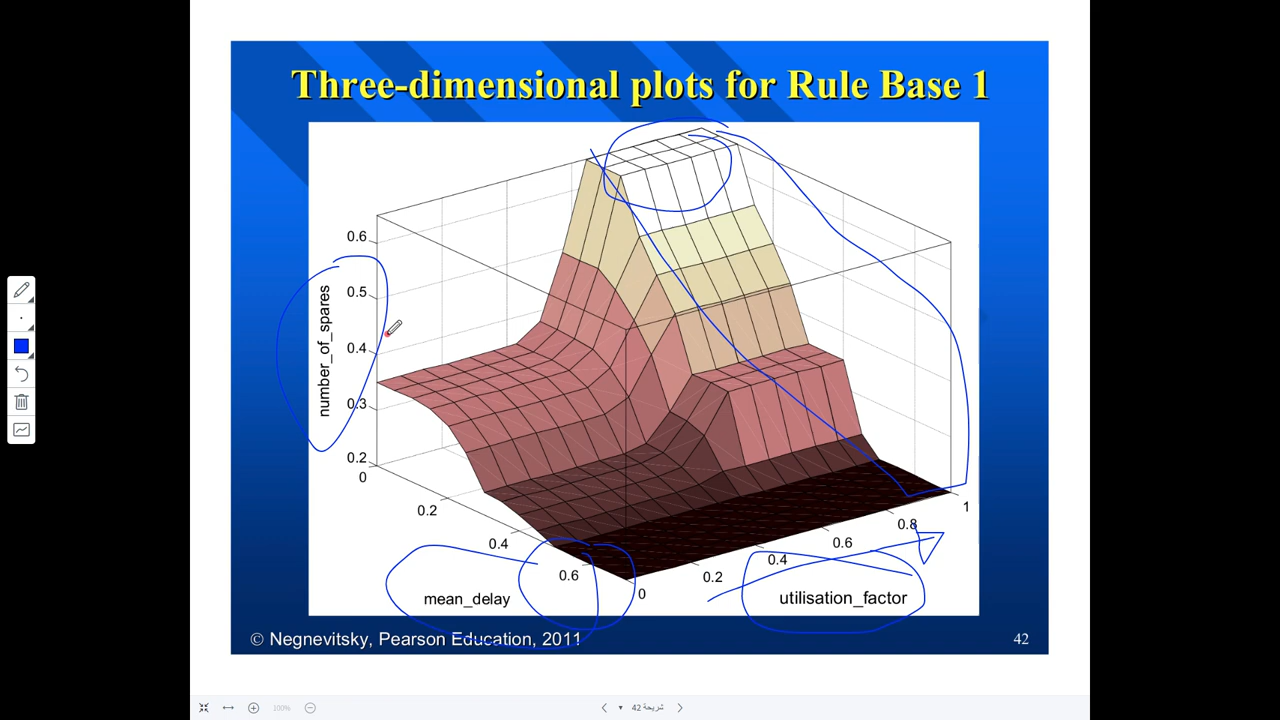 Three-dimensional plots for Rule Base 1
0.6
0.5
0.4
0.3
0.2
number_of_spares
0
0.2
0.4
0.6
mean_delay
0
0.2
0.4
0.6
0.8
1
utilisation_factor
© Negnevitsky, Pearson Education, 2011
42
100%
شريحة 42